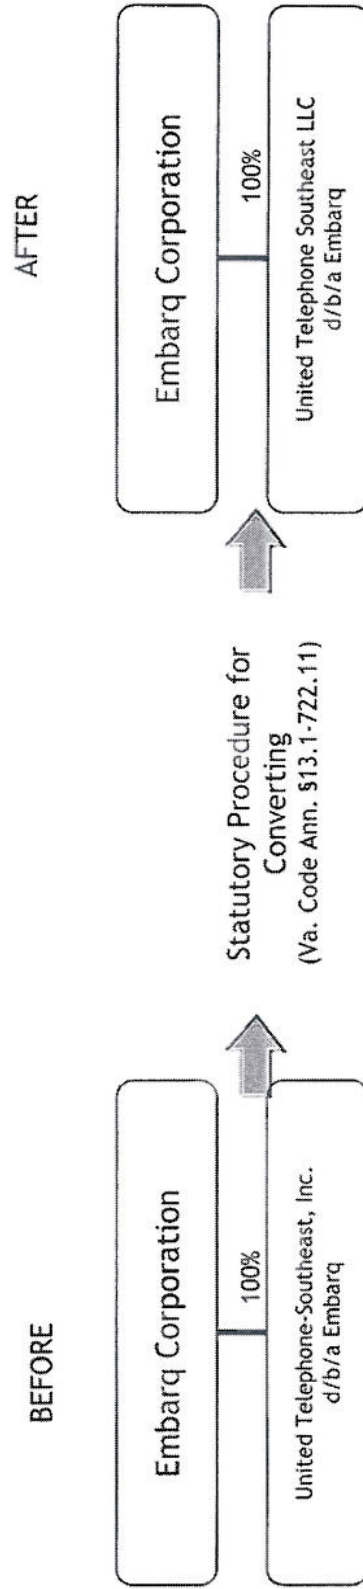 BEFORE
Embarq Corporation
100%
United Telephone-Southeast, Inc.
d/b/a Embarq
Statutory Procedure for
Converting
(Va. Code Ann. §13.1-722.11)
AFTER
Embarq Corporation
100%
United Telephone Southeast LLC
d/b/a Embarq